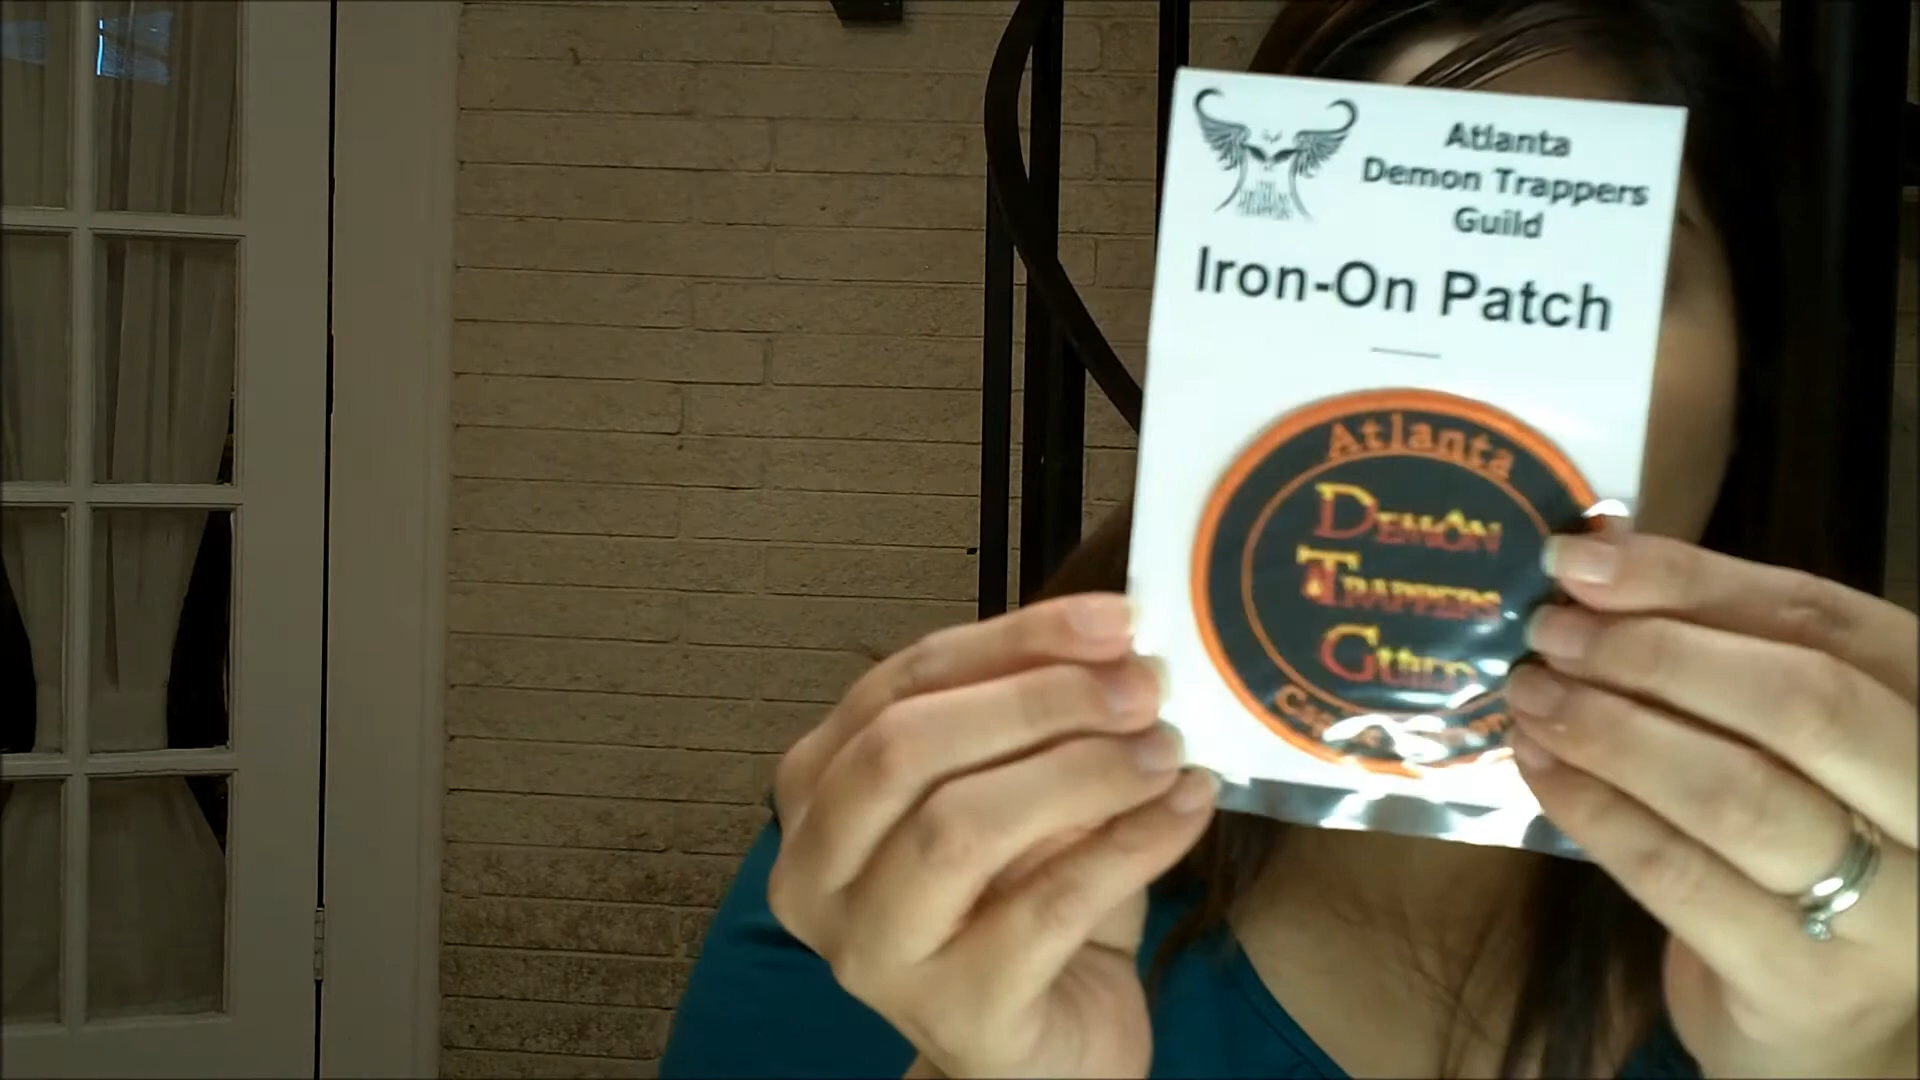 Atlanta
Demon Trappers
Guild
Iron-On Patch
Atlanta
DEMON
TRAPPERS
GUILD